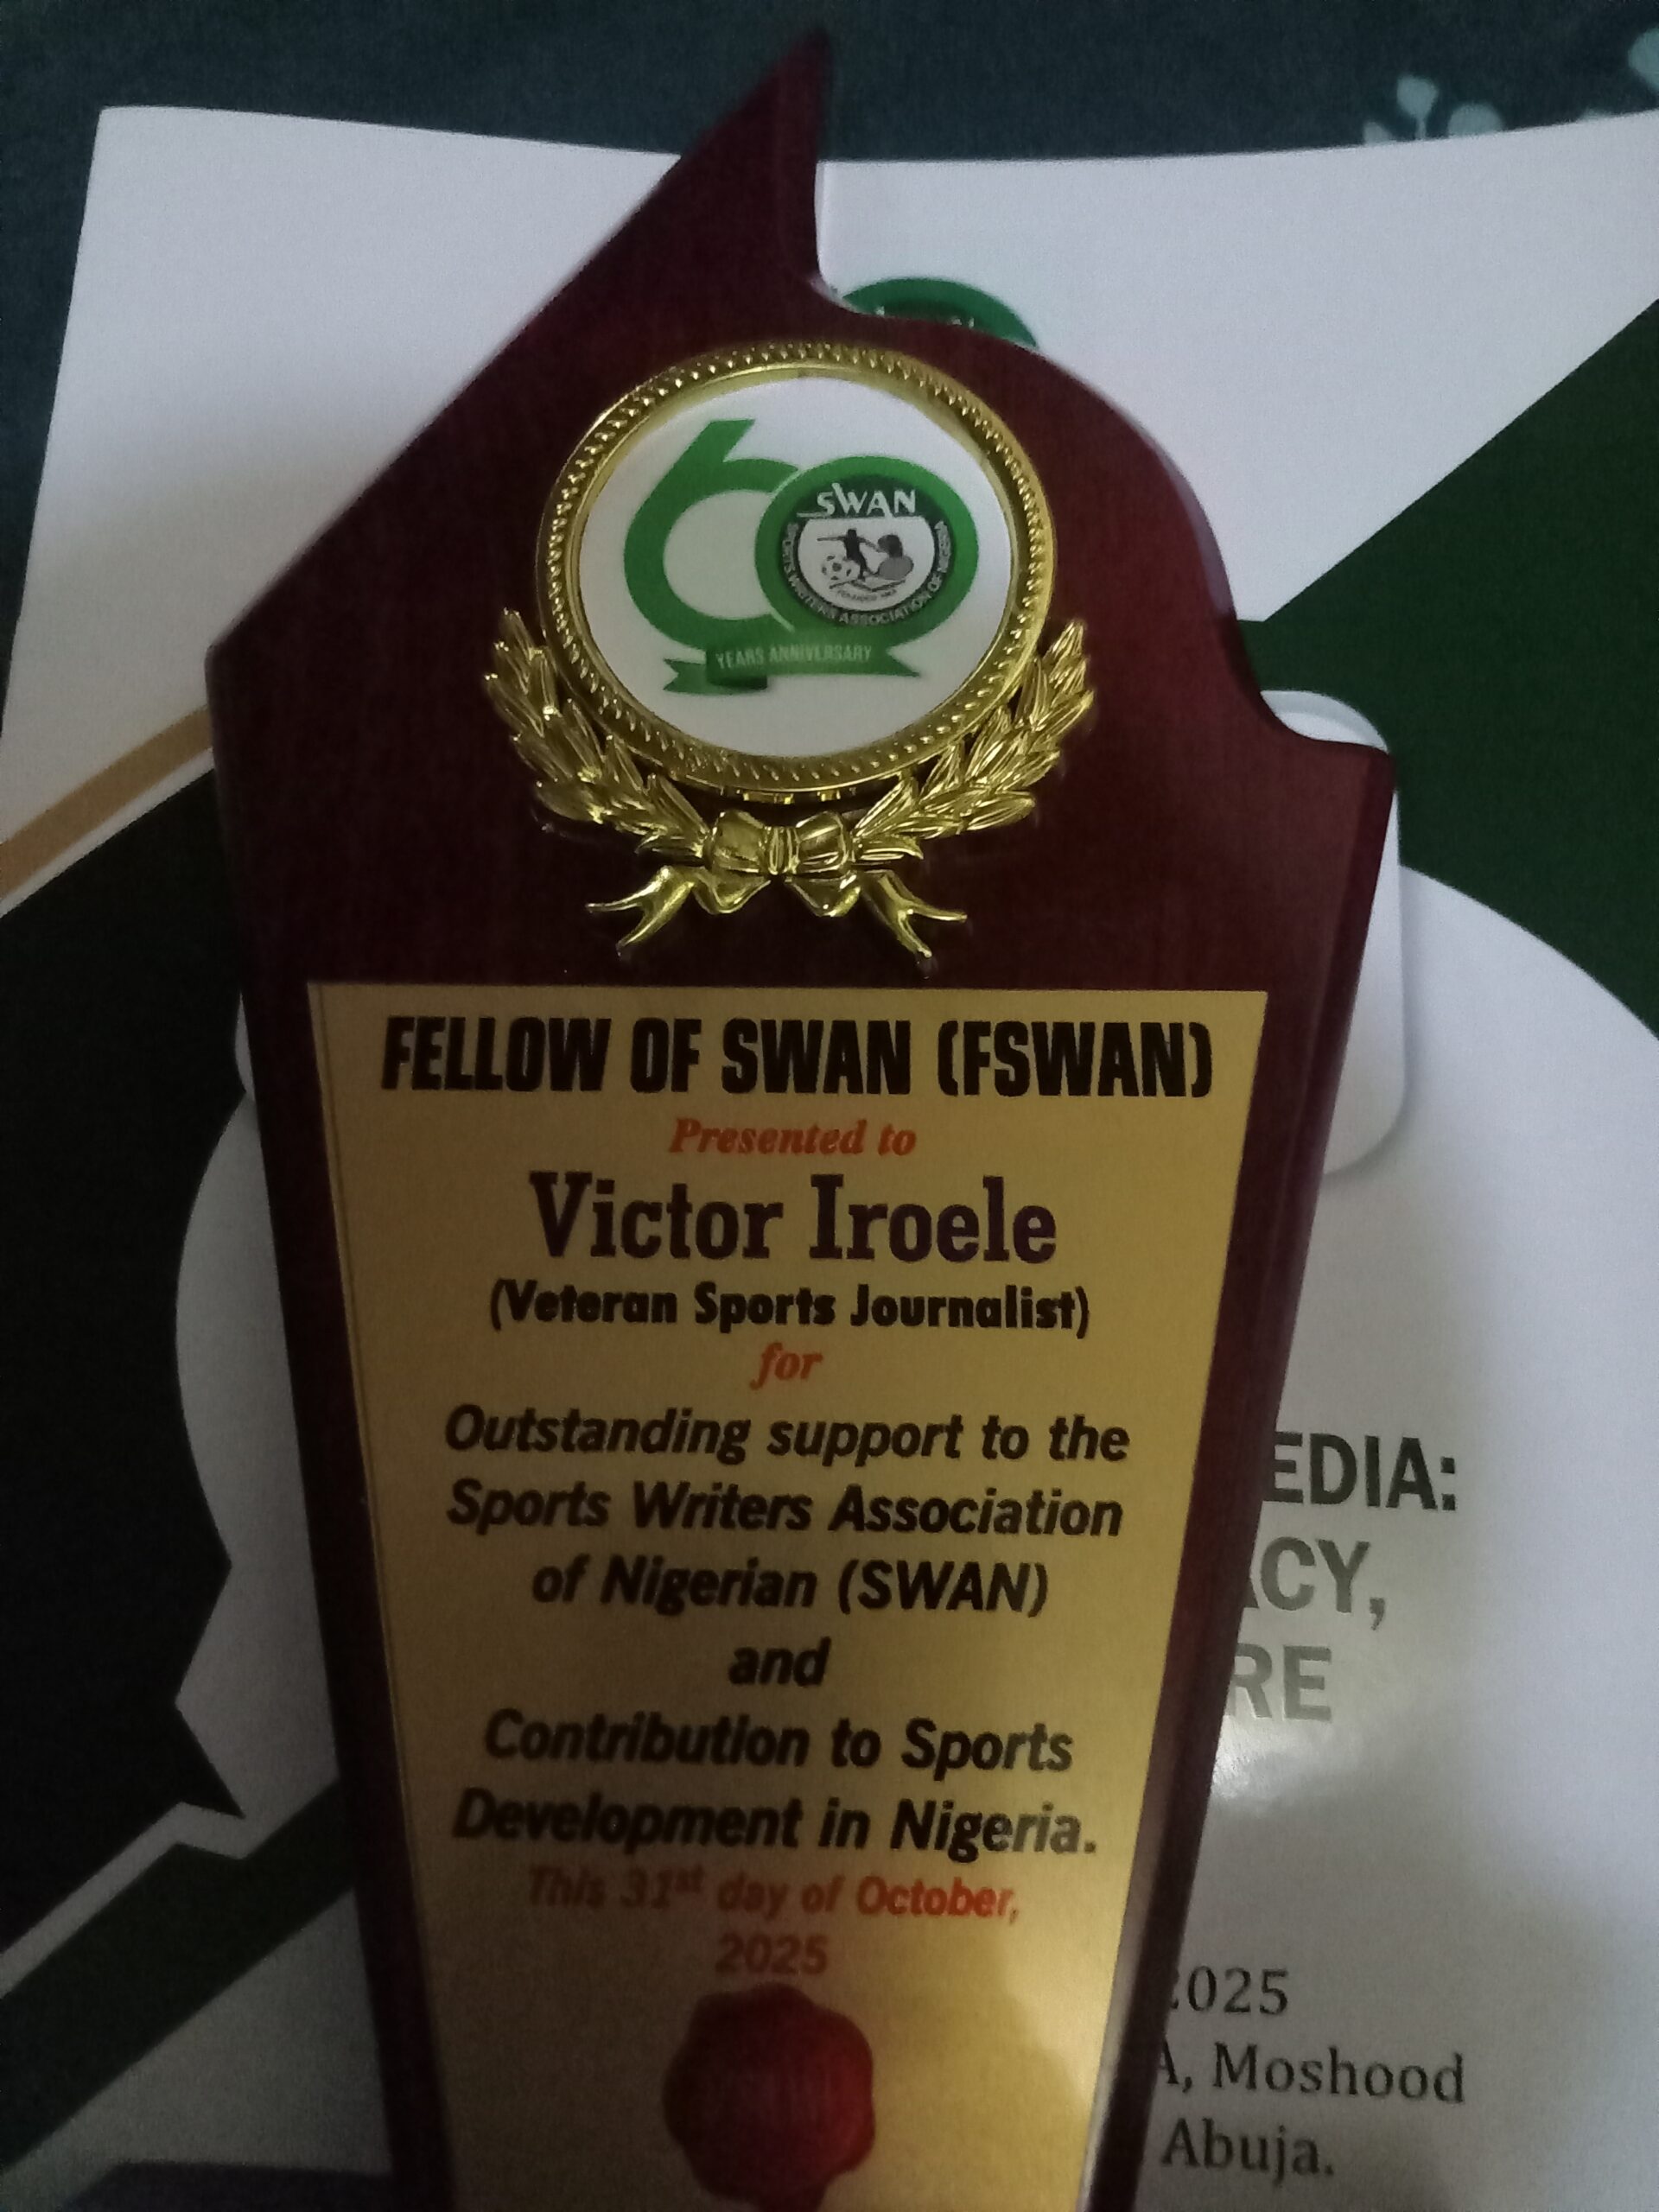 60
SWAN
SPORTS WRITERS ASSOCIATION OF NIGERIA
YEARS ANNIVERSARY
FELLOW OF SWAN (FSWAN)
Presented to
Victor Iroele
(Veteran Sports Journalist)
for
Outstanding support to the
Sports Writers Association
of Nigerian (SWAN)
and
Contribution to Sports
Development in Nigeria.
This 31st day of October,
2025
EDIA:
ACY,
RE
2025
A, Moshood
Abuja.